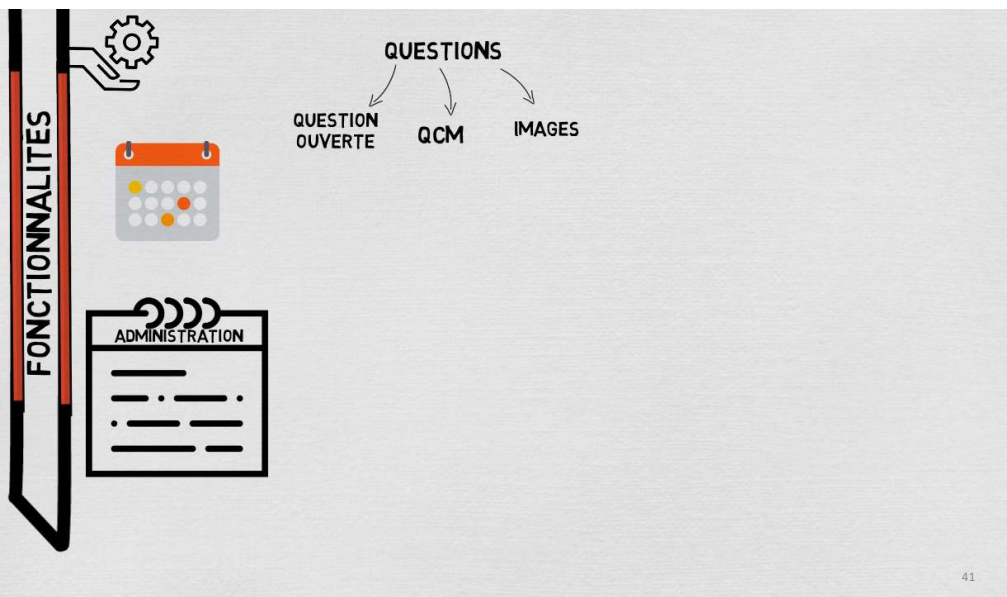 FONCTIONNALITES
QUESTIONS
QUESTION
OUVERTE
QCM
IMAGES
ADMINISTRATION
41